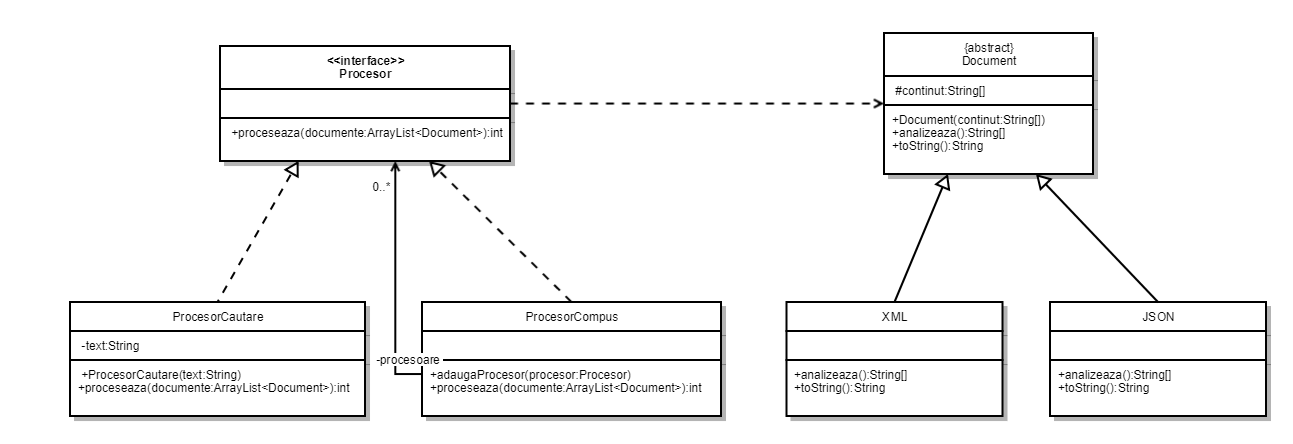 <<interface>>
Procesor
+proceseaza(documente:ArrayList<Document>):int
{abstract}
Document
#continut:String[]
+Document(continut:String[])
+analizeaza():String[]
+toString():String
0..*
ProcesorCautare
-text:String
+ProcesorCautare(text:String)
+proceseaza(documente:ArrayList<Document>):int
-procesoare
ProcesorCompus
+adaugaProcesor(procesor:Procesor)
+proceseaza(documente:ArrayList<Document>):int
XML
+analizeaza():String[]
+toString():String
JSON
+analizeaza():String[]
+toString():String